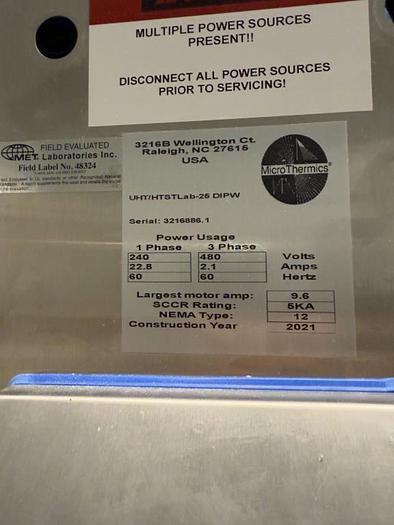 MULTIPLE POWER SOURCES
PRESENT!!
DISCONNECT ALL POWER SOURCES
PRIOR TO SERVICING!
FIELD EVALUATED
MET Laboratories Inc.
Field Label No. 48324
3216B Wellington Ct.
Raleigh, NC 27615
USA
MicroThermics®
UHT/HTSTLab-25 DIPW
Serial: 3216886.1
Power Usage
1 Phase 3 Phase
240 480 Volts
22.8 2.1 Amps
60 60 Hertz
Largest motor amp: 9.6
SCCR Rating: 5KA
NEMA Type: 12
Construction Year 2021